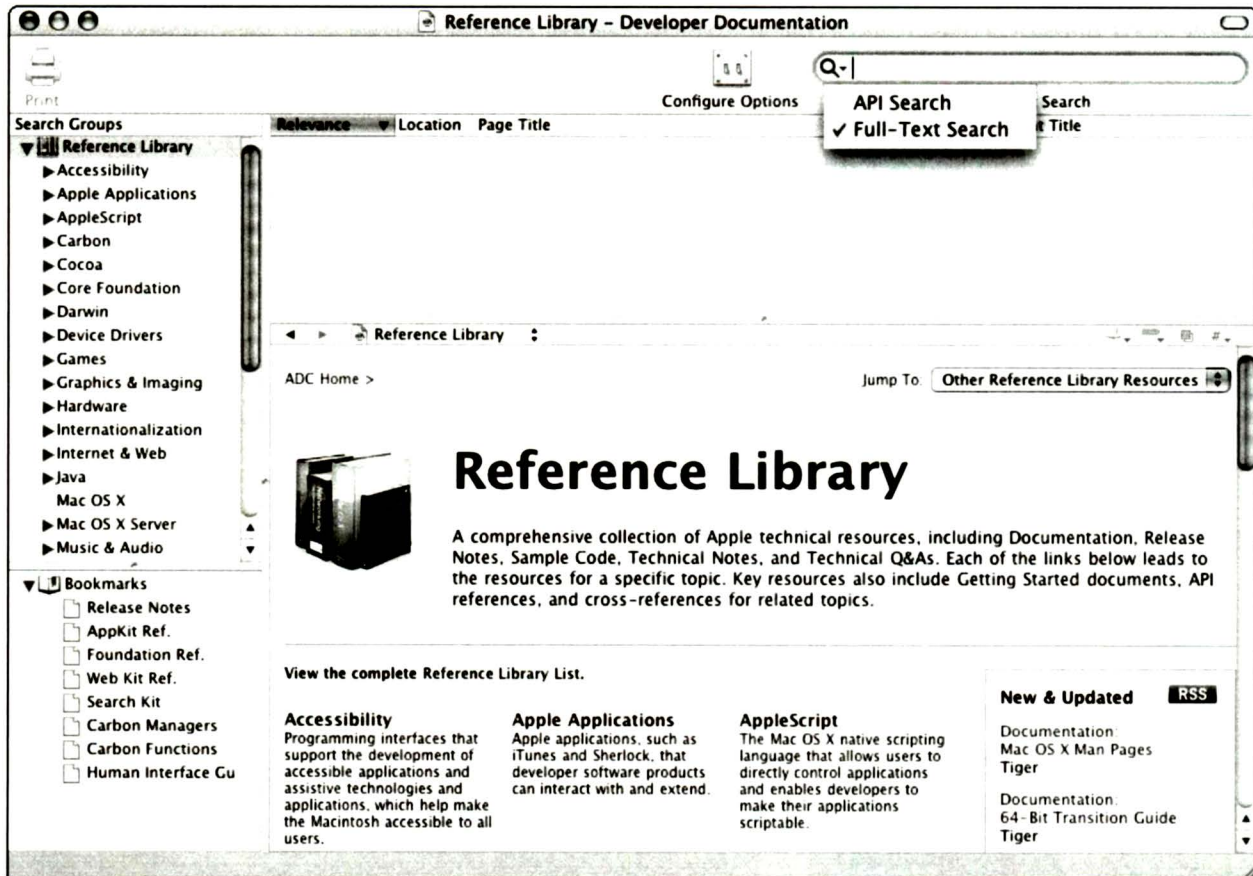 Reference Library – Developer Documentation
Print
Configure Options
API Search
Full-Text Search
Search
Search Groups
Relevance
Location
Page Title
Title
Reference Library
Accessibility
Apple Applications
AppleScript
Carbon
Cocoa
Core Foundation
Darwin
Device Drivers
Games
Graphics & Imaging
Hardware
Internationalization
Internet & Web
Java
Mac OS X
Mac OS X Server
Music & Audio
Bookmarks
Release Notes
AppKit Ref.
Foundation Ref.
Web Kit Ref.
Search Kit
Carbon Managers
Carbon Functions
Human Interface Gu
Reference Library
#
ADC Home >
Jump To:
Other Reference Library Resources
Reference Library
A comprehensive collection of Apple technical resources, including Documentation, Release
Notes, Sample Code, Technical Notes, and Technical Q&As. Each of the links below leads to
the resources for a specific topic. Key resources also include Getting Started documents, API
references, and cross-references for related topics.
View the complete Reference Library List.
Accessibility
Programming interfaces that
support the development of
accessible applications and
assistive technologies and
applications, which help make
the Macintosh accessible to all
users.
Apple Applications
Apple applications, such as
iTunes and Sherlock, that
developer software products
can interact with and extend.
AppleScript
The Mac OS X native scripting
language that allows users to
directly control applications
and enables developers to
make their applications
scriptable.
New & Updated
RSS
Documentation:
Mac OS X Man Pages
Tiger
Documentation:
64-Bit Transition Guide
Tiger